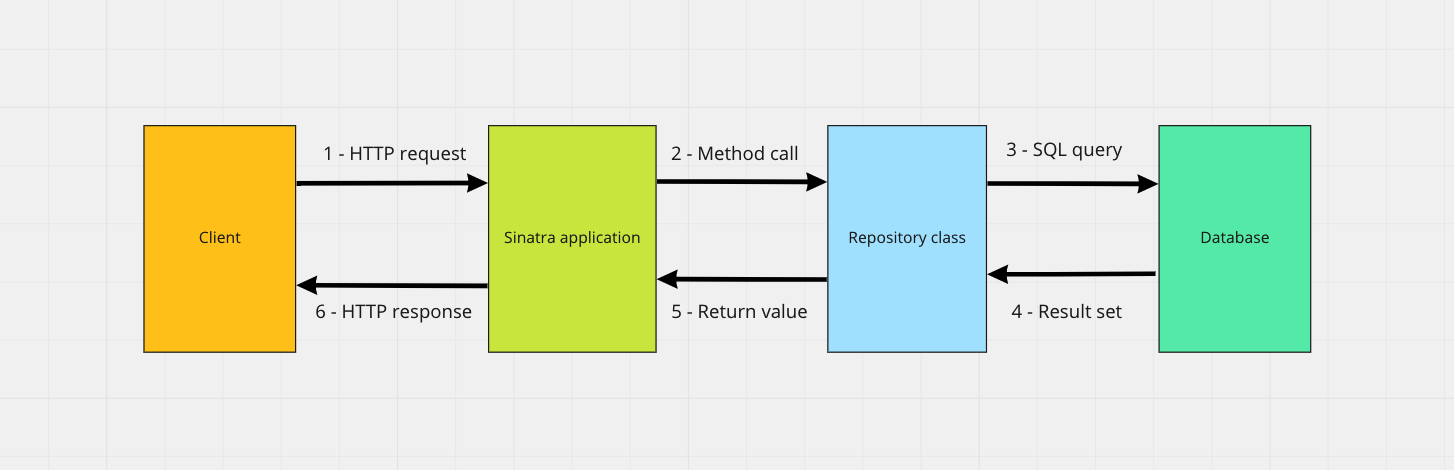 1 - HTTP request
2 - Method call
3 - SQL query
Client
Sinatra application
Repository class
Database
6 - HTTP response
5 - Return value
4 - Result set